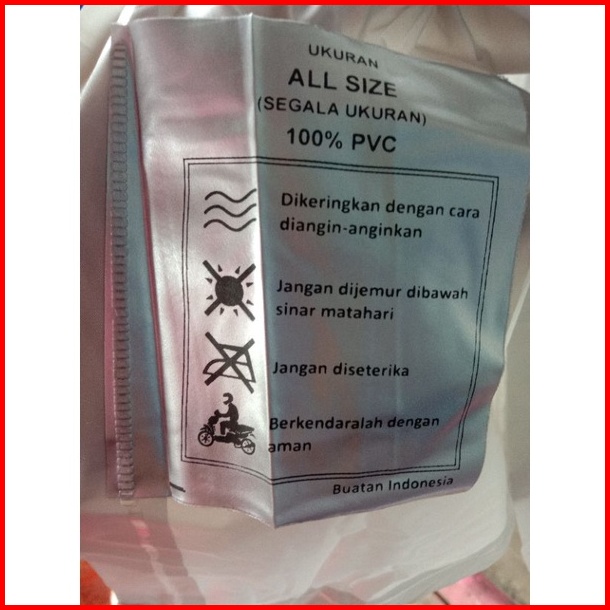 UKURAN
ALL SIZE
(SEGALA UKURAN)
100% PVC
Dikeringkan dengan cara
diangin-anginkan
Jangan dijemur dibawah
sinar matahari
Jangan diseterika
Berkendaralah dengan
aman
Buatan Indonesia